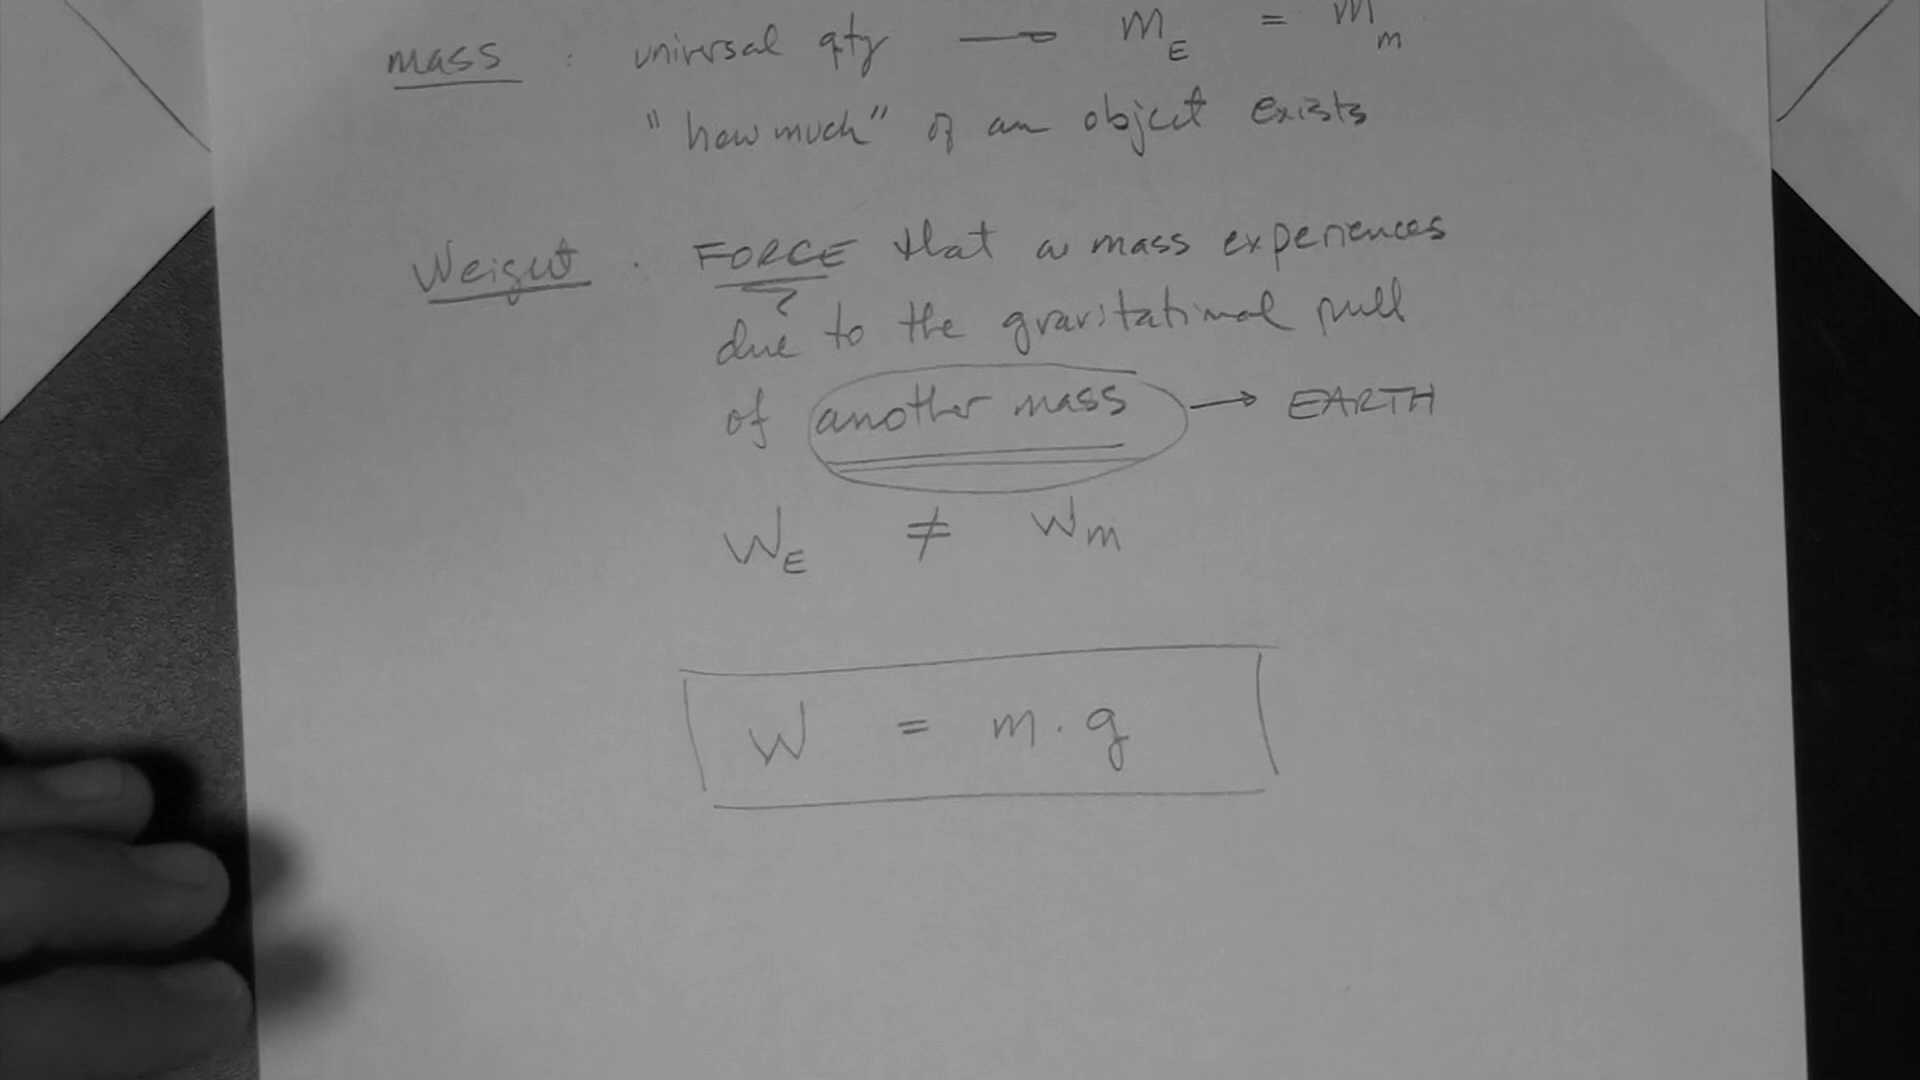 mass : universal qty → m_E = m_m
"how much" of an object exists
Weight . FORCE that a mass experiences
due to the gravitational pull
of another mass → EARTH
W_E ≠ W_m
W = m . g